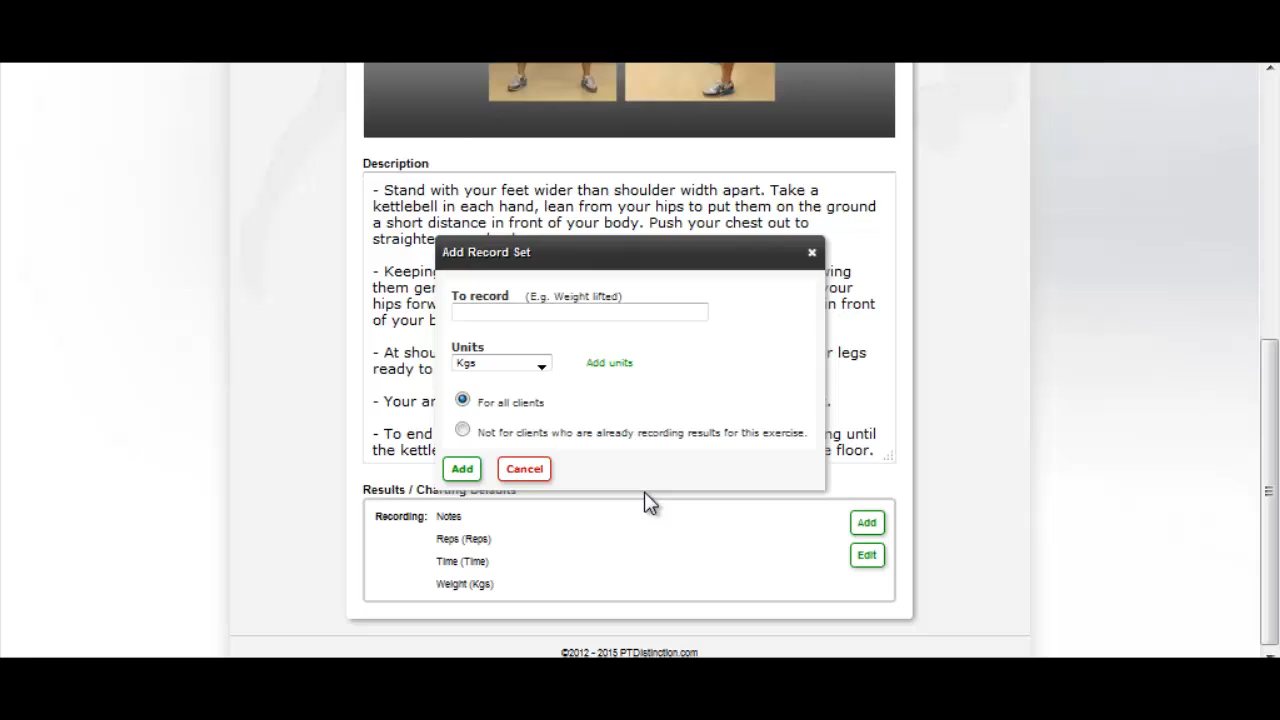 Description
- Stand with your feet wider than shoulder width apart. Take a
kettlebell in each hand, lean from your hips to put them on the ground
a short distance in front of your body. Push your chest out to
straighte
Add Record Set
- Keeping
them ger
hips forw
of your b
your
in front
To record (E.g. Weight lifted)
Units
Kgs
Add units
- At shou
ready to
r legs
For all clients
- Your ar
Not for clients who are already recording results for this exercise.
- To end
the kettle
ng until
e floor.
Add
Cancel
Results / Charting Defaults
Recording: Notes
Reps (Reps)
Time (Time)
Weight (Kgs)
Add
Edit
©2012 - 2015 PTDistinction.com